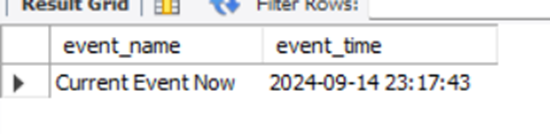 Result Grid Filter Rows:
event_name event_time
Current Event Now 2024-09-14 23:17:43